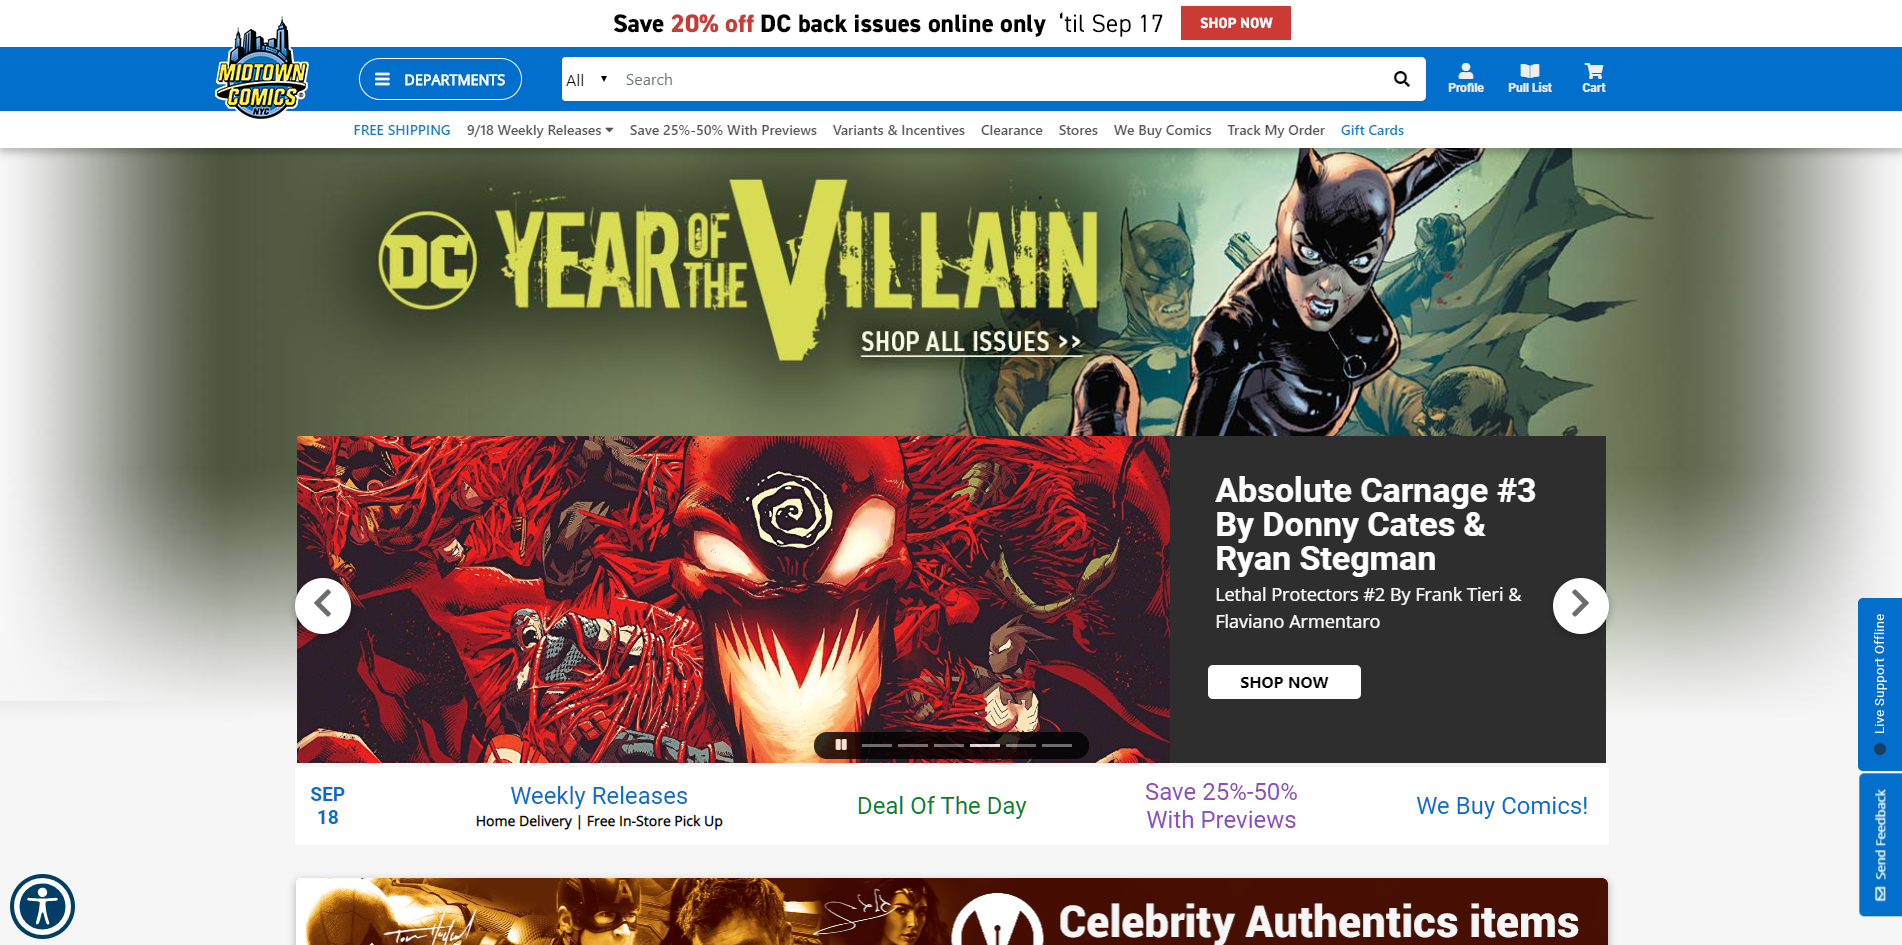 Save 20% off DC back issues online only 'til Sep 17 SHOP NOW
MIDTOWN
COMICS
NYC
DEPARTMENTS
All
Search
Profile
Pull List
Cart
FREE SHIPPING 9/18 Weekly Releases Save 25%-50% With Previews Variants & Incentives Clearance Stores We Buy Comics Track My Order Gift Cards
DC YEAR OF THE VILLAIN
SHOP ALL ISSUES >>
Absolute Carnage #3
By Donny Cates &
Ryan Stegman
Lethal Protectors #2 By Frank Tieri &
Flaviano Armentaro
SHOP NOW
Live Support Offline
Send Feedback
SEP
18
Weekly Releases
Home Delivery | Free In-Store Pick Up
Deal Of The Day
Save 25%-50%
With Previews
We Buy Comics!
Celebrity Authentics items